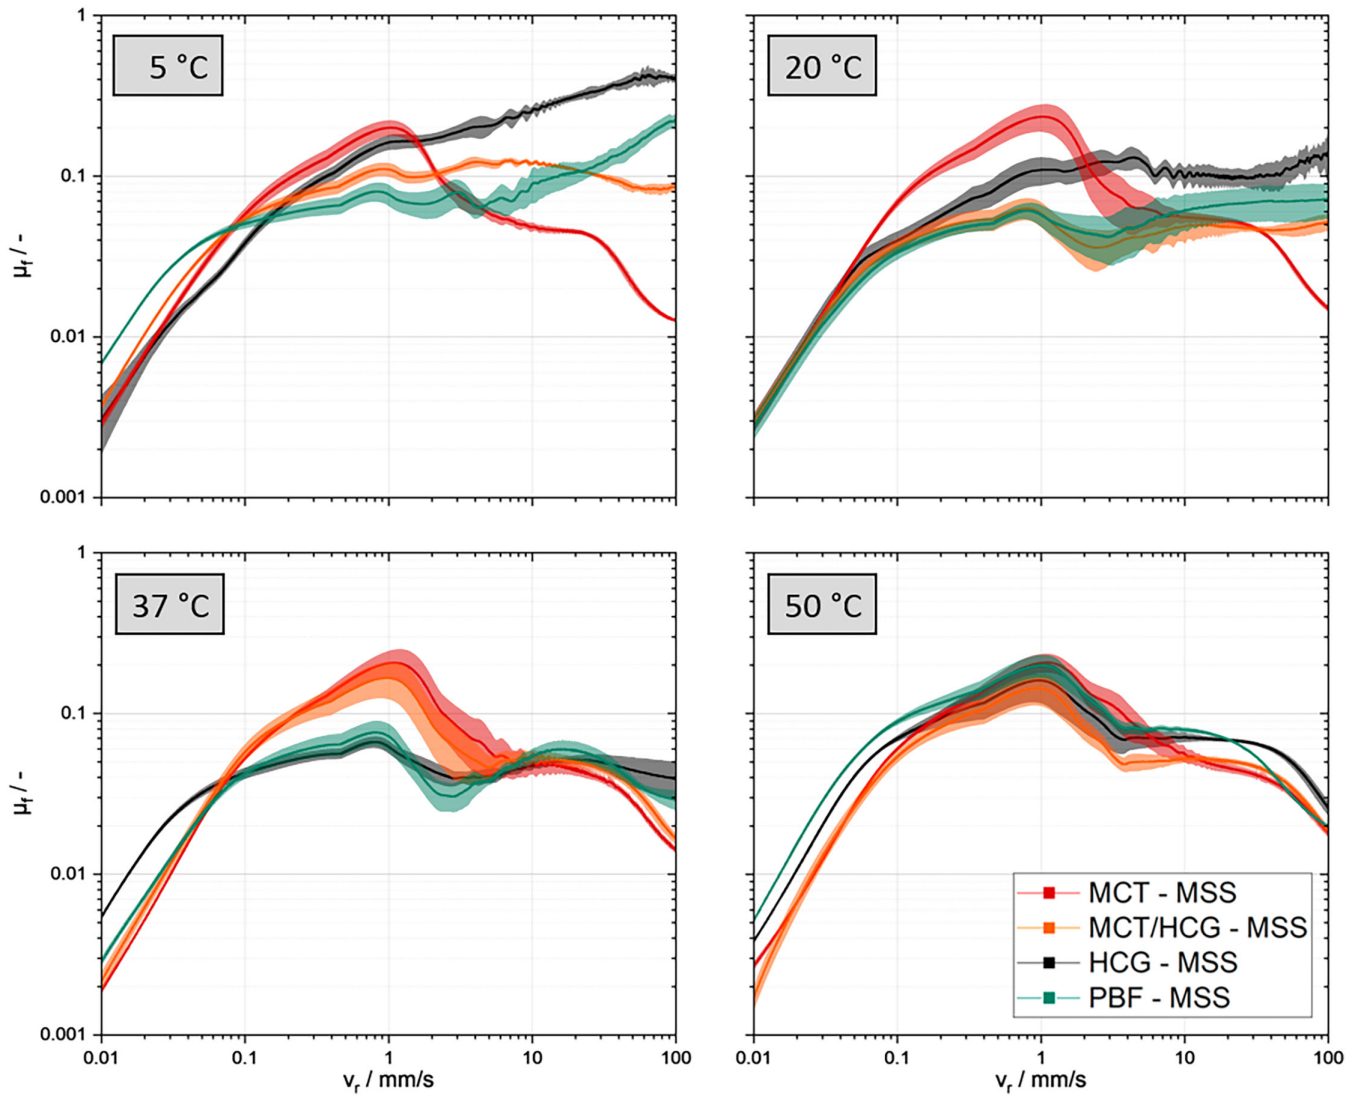 5 °C
20 °C
1
0.1
0.01
0.001
μf / -
37 °C
50 °C
1
0.1
0.01
0.001
μf / -
MCT - MSS
MCT/HCG - MSS
HCG - MSS
PBF - MSS
0.01 0.1 1 10 100
0.01 0.1 1 10 100
vr / mm/s
vr / mm/s